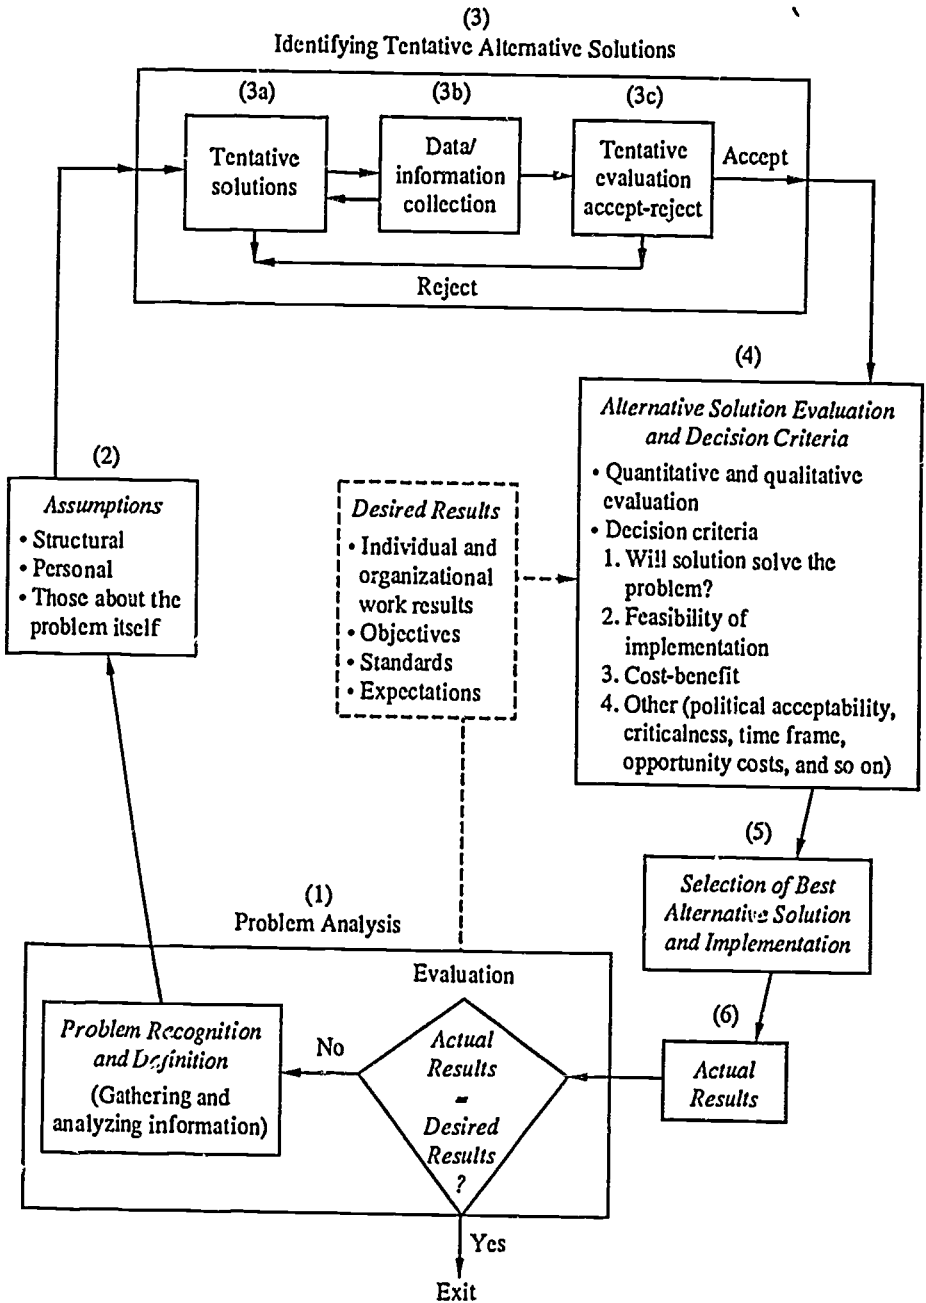 (3)
Identifying Tentative Alternative Solutions
(3a)
(3b)
(3c)
Tentative
solutions
Data/
information
collection
Tentative
evaluation
accept-reject
Accept
Reject
(4)
Alternative Solution Evaluation
and Decision Criteria
• Quantitative and qualitative
evaluation
• Decision criteria
1. Will solution solve the
problem?
2. Feasibility of
implementation
3. Cost-benefit
4. Other (political acceptability,
criticalness, time frame,
opportunity costs, and so on)
(2)
Assumptions
• Structural
• Personal
• Those about the
problem itself
Desired Results
• Individual and
organizational
work results
• Objectives
• Standards
• Expectations
(5)
Selection of Best
Alternative Solution
and Implementation
(1)
Problem Analysis
Evaluation
Problem Recognition
and Definition
(Gathering and
analyzing information)
No
Actual
Results
=
Desired
Results
?
(6)
Actual
Results
Yes
Exit